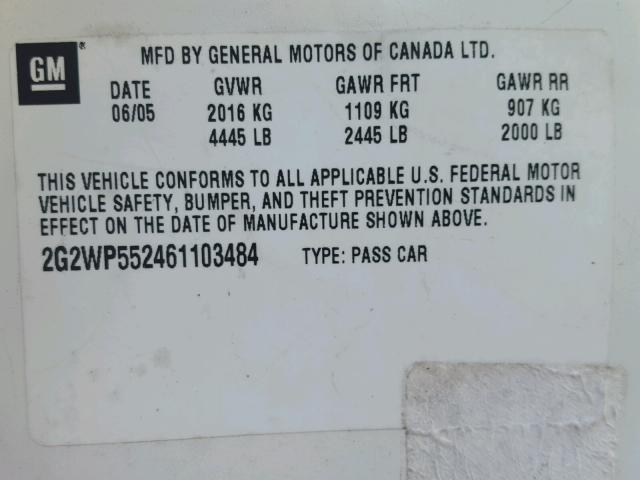 GM® MFD BY GENERAL MOTORS OF CANADA LTD.
DATE GVWR GAWR FRT GAWR RR
06/05 2016 KG 1109 KG 907 KG
4445 LB 2445 LB 2000 LB
THIS VEHICLE CONFORMS TO ALL APPLICABLE U.S. FEDERAL MOTOR
VEHICLE SAFETY, BUMPER, AND THEFT PREVENTION STANDARDS IN
EFFECT ON THE DATE OF MANUFACTURE SHOWN ABOVE.
2G2WP552461103484 TYPE: PASS CAR